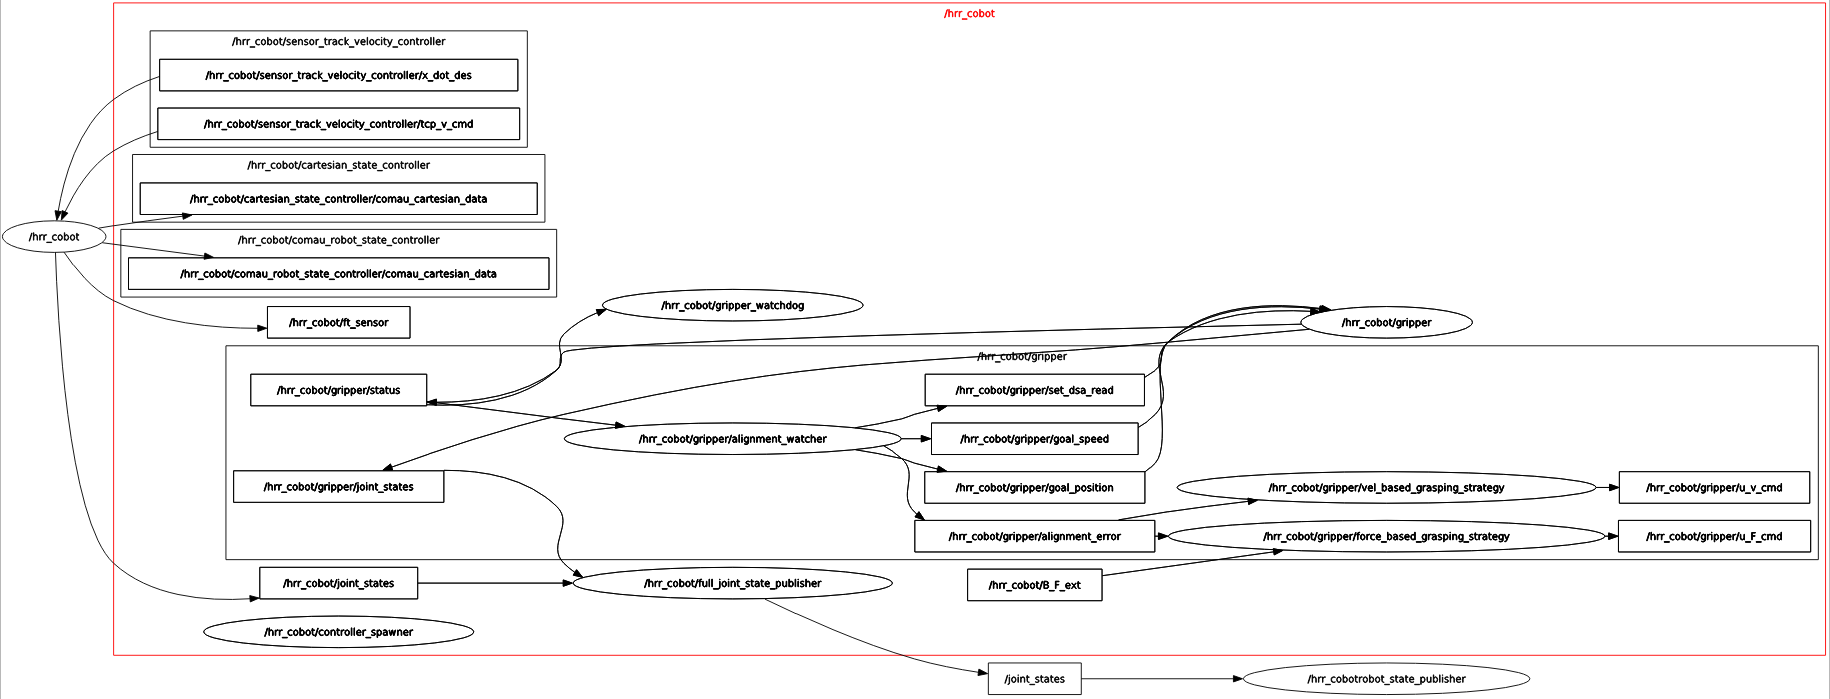 /hrr_cobot
/hrr_cobot/sensor_track_velocity_controller
/hrr_cobot/sensor_track_velocity_controller/x_dot_des
/hrr_cobot/sensor_track_velocity_controller/tcp_v_cmd
/hrr_cobot/cartesian_state_controller
/hrr_cobot/cartesian_state_controller/comau_cartesian_data
/hrr_cobot
/hrr_cobot/comau_robot_state_controller
/hrr_cobot/comau_robot_state_controller/comau_cartesian_data
/hrr_cobot/gripper_watchdog
/hrr_cobot/ft_sensor
/hrr_cobot/gripper
/hrr_cobot/gripper
/hrr_cobot/gripper/status
/hrr_cobot/gripper/set_dsa_read
/hrr_cobot/gripper/alignment_watcher
/hrr_cobot/gripper/goal_speed
/hrr_cobot/gripper/joint_states
/hrr_cobot/gripper/goal_position
/hrr_cobot/gripper/vel_based_grasping_strategy
/hrr_cobot/gripper/u_v_cmd
/hrr_cobot/gripper/alignment_error
/hrr_cobot/gripper/force_based_grasping_strategy
/hrr_cobot/gripper/u_F_cmd
/hrr_cobot/joint_states
/hrr_cobot/full_joint_state_publisher
/hrr_cobot/B_F_ext
/hrr_cobot/controller_spawner
/joint_states
/hrr_cobotrobot_state_publisher